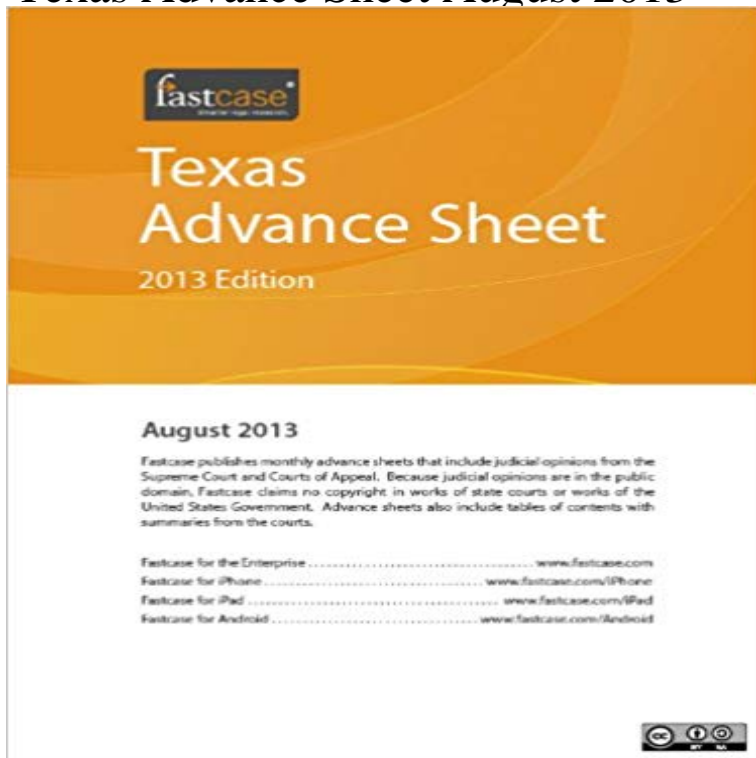 Texas Advance Sheet August 2013
fastcase®
Texas
Advance Sheet
2013 Edition
August 2013
Fastcase publishes monthly advance sheets that include judicial opinions from the
Supreme Court and Courts of Appeal. Because judicial opinions are in the public
domain, Fastcase claims no copyright in works of state courts or works of the
United States Government. Advance sheets also include tables of contents with
summaries from the courts.
Fastcase for the Enterprise ........................................ www.fastcase.com
Fastcase for iPhone ........................................ www.fastcase.com/iPhone
Fastcase for iPad ........................................ www.fastcase.com/iPad
Fastcase for Android ........................................ www.fastcase.com/Android
cc
BY